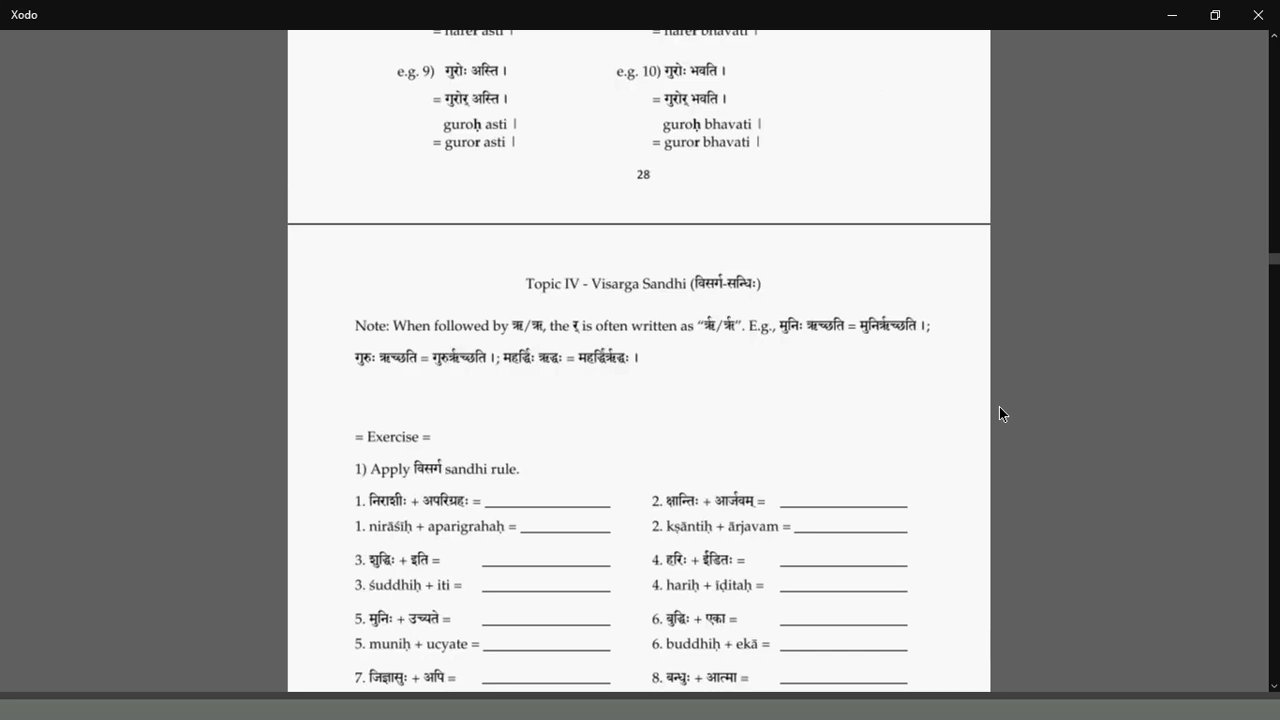 Xodo
= harer asti | = harer bhavati |
e.g. 9) गुरोः अस्ति । e.g. 10) गुरोः भवति ।
= गुरोर् अस्ति । = गुरोर् भवति ।
guroḥ asti | guroḥ bhavati |
= guror asti | = guror bhavati |
28
Topic IV - Visarga Sandhi (विसर्ग-सन्धिः)
Note: When followed by ऋ/ॠ, the र् is often written as “र्ऋ/र्ॠ”. E.g., मुनिः ऋच्छति = मुनिर्ऋच्छति ।;
गुरुः ऋच्छति = गुरुर्ऋच्छति ।; महर्द्धिः ऋद्धः = महर्द्धिर्ऋद्धः ।
= Exercise =
1) Apply विसर्ग sandhi rule.
1. निराशीः + अपरिग्रहः = 2. क्षान्तिः + आर्जवम् =
1. nirāśīḥ + aparigrahaḥ = 2. kṣāntiḥ + ārjavam =
3. शुद्धिः + इति = 4. हरिः + ईडितः =
3. śuddhiḥ + iti = 4. hariḥ + īḍitaḥ =
5. मुनिः + उच्यते = 6. बुद्धिः + एका =
5. muniḥ + ucyate = 6. buddhiḥ + ekā =
7. जिज्ञासुः + अपि = 8. बन्धुः + आत्मा =